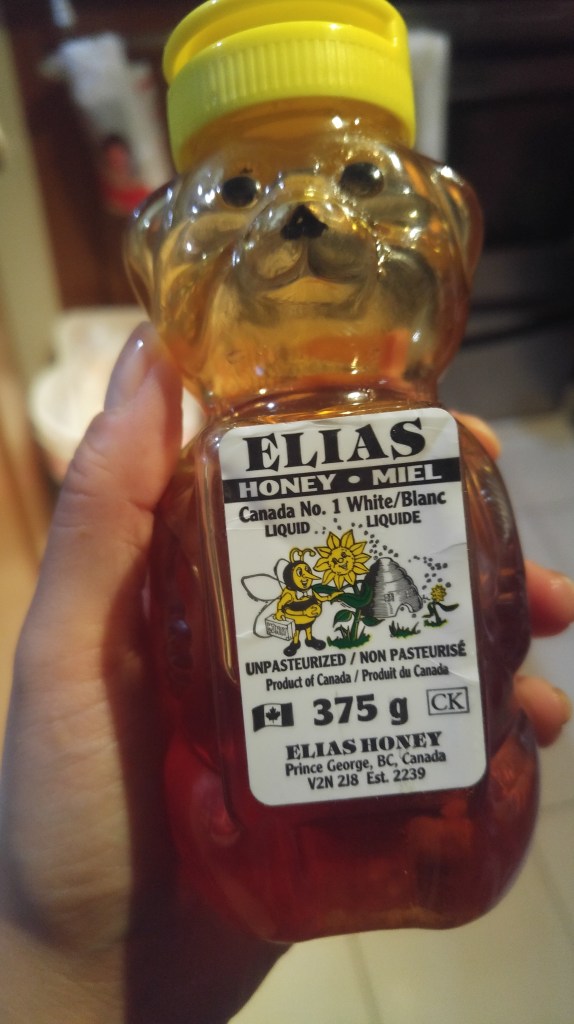 ELIAS
HONEY • MIEL
Canada No. 1 White/Blanc
LIQUID LIQUIDE
UNPASTEURIZED / NON PASTEURISÉ
Product of Canada / Produit du Canada
375 g CK
ELIAS HONEY
Prince George, BC, Canada
V2N 2J8 Est. 2239